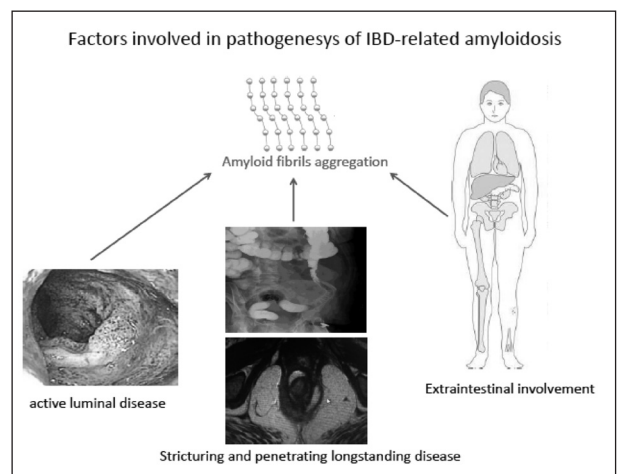 Factors involved in pathogenesys of IBD-related amyloidosis
Amyloid fibrils aggregation
active luminal disease
Extraintestinal involvement
Stricturing and penetrating longstanding disease